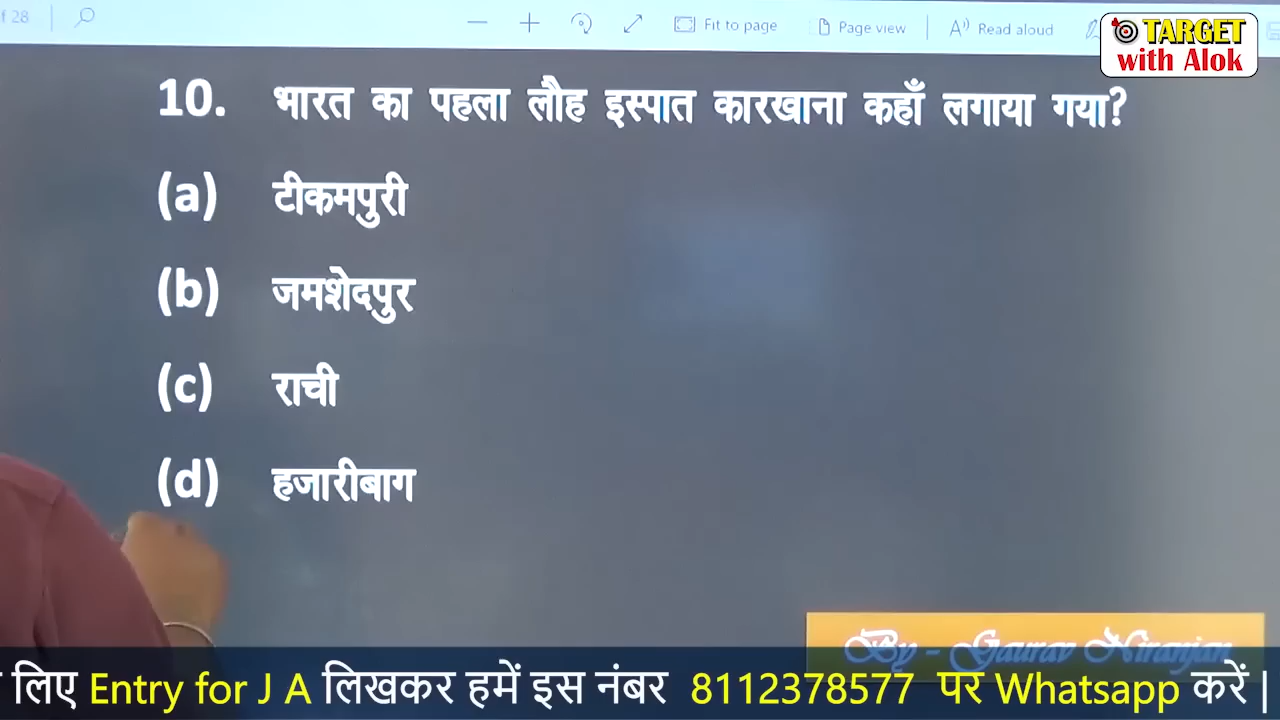 f 28
Fit to page
Page view
Read aloud
TARGET
with Alok
10. भारत का पहला लौह इस्पात कारखाना कहाँ लगाया गया?
(a) टीकमपुरी
(b) जमशेदपुर
(c) राची
(d) हजारीबाग
By - Gaurav Niranjan
लिए Entry for J A लिखकर हमें इस नंबर 8112378577 पर Whatsapp करें |